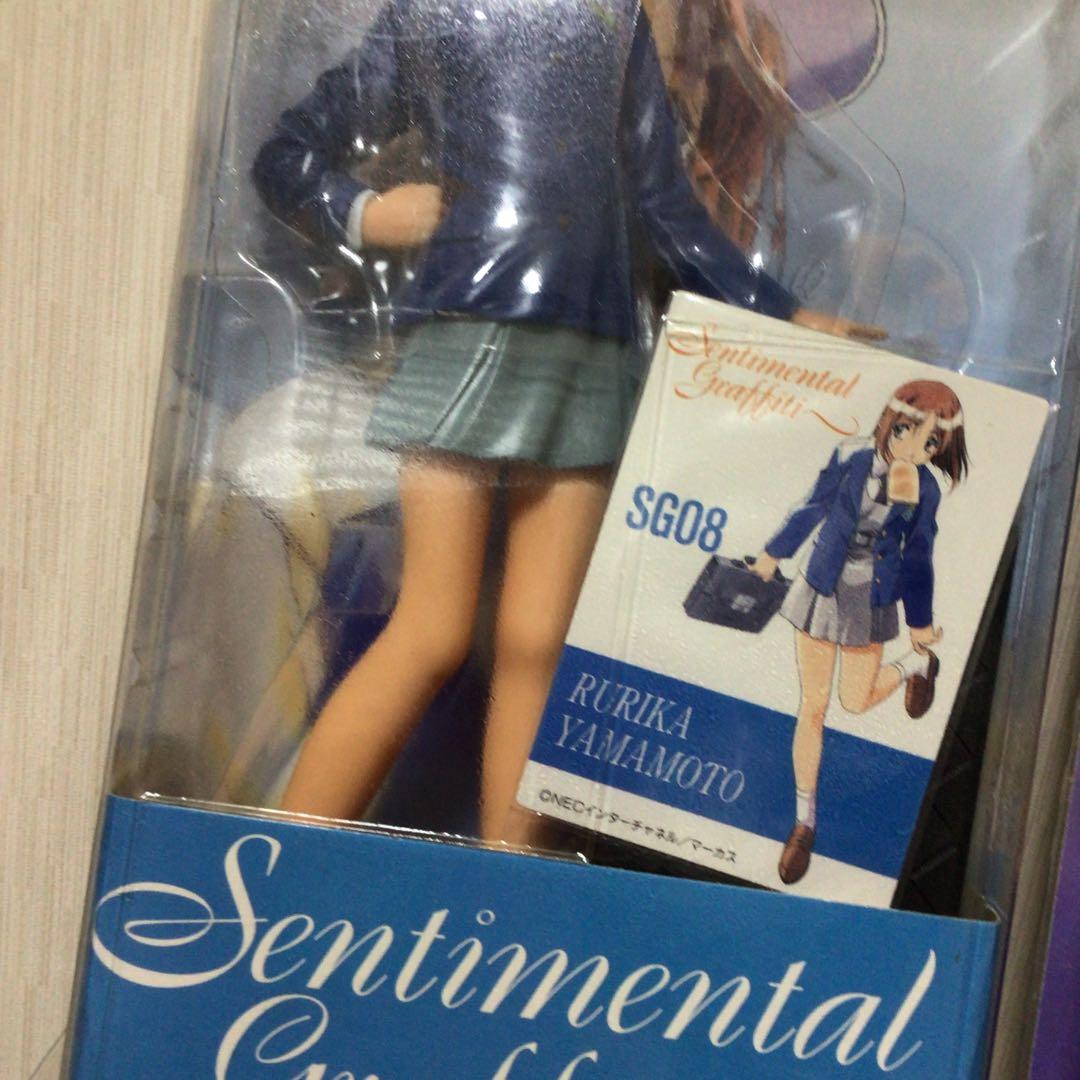 Sentimental
Graffiti
SG08
RURIKA
YAMAMOTO
©NECインターチャネル/マーカス
Sentimental